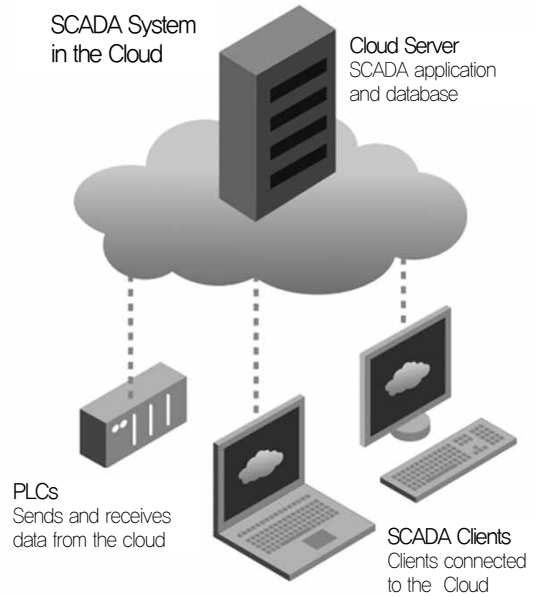 SCADA System
in the Cloud
Cloud Server
SCADA application
and database
PLCs
Sends and receives
data from the cloud
SCADA Clients
Clients connected
to the Cloud